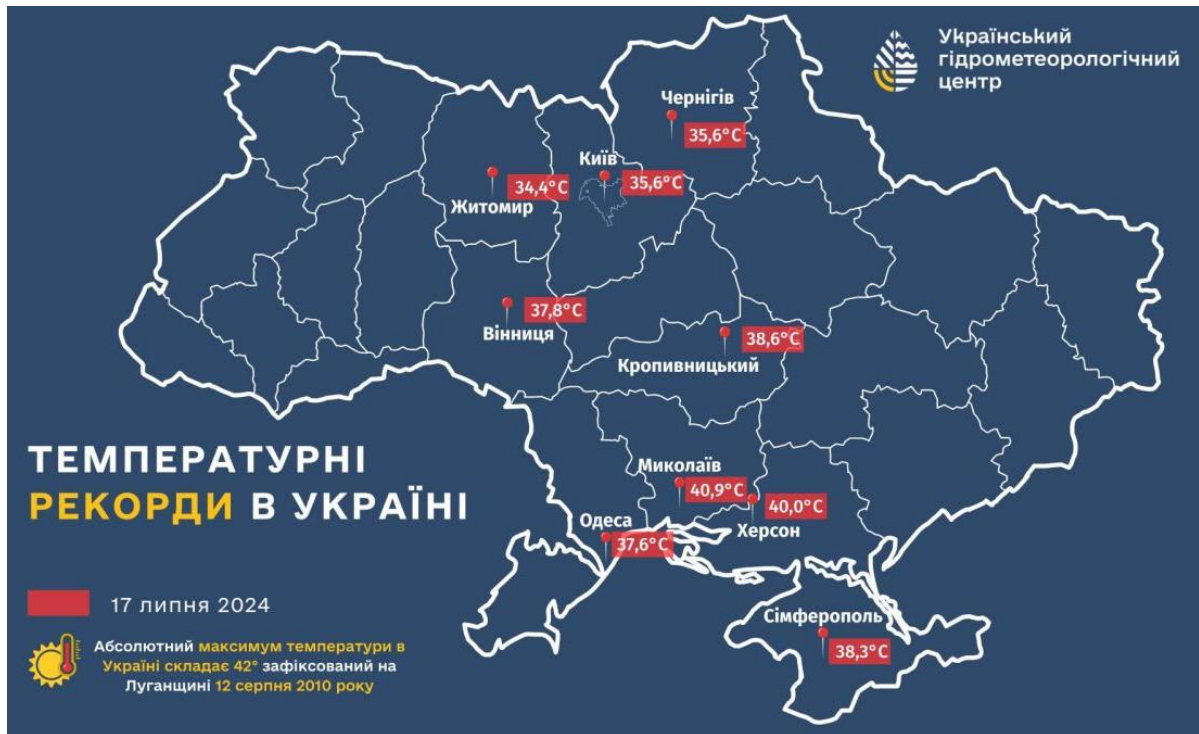 Український
гідрометеорологічний
центр
Чернігів
35,6°C
Київ
35,6°C
34,4°C
Житомир
37,8°C
Вінниця
38,6°C
Кропивницький
ТЕМПЕРАТУРНІ
РЕКОРДИ В УКРАЇНІ
Миколаїв
40,9°C
40,0°C
Херсон
Одеса
37,6°C
17 липня 2024
Сімферополь
38,3°C
Абсолютний максимум температури в
Україні складає 42° зафіксований на
Луганщині 12 серпня 2010 року